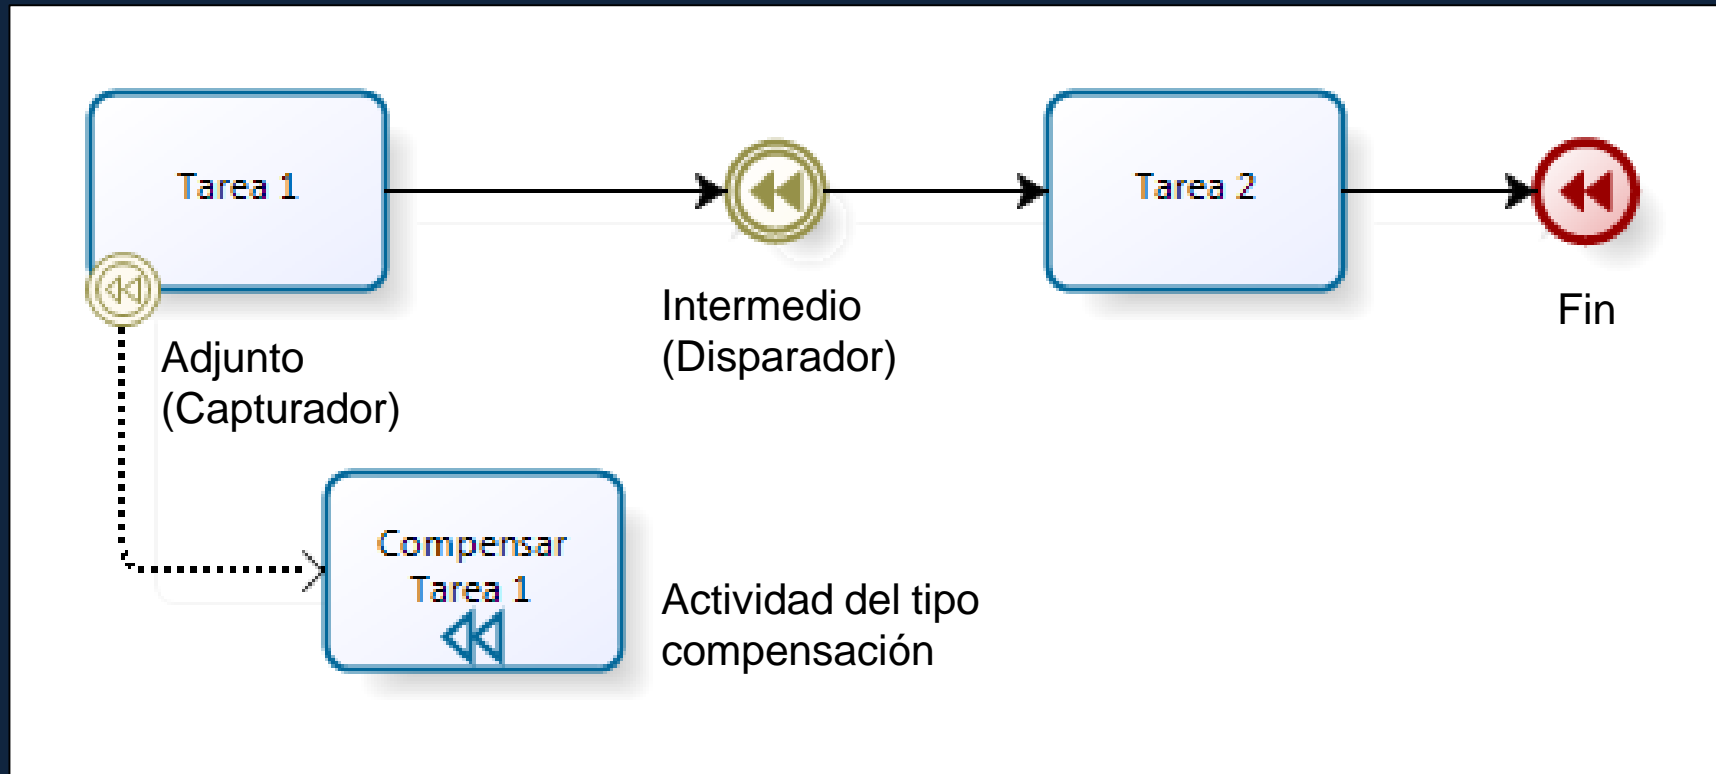 Tarea 1
Tarea 2
Intermedio
(Disparador)
Fin
Adjunto
(Capturador)
Compensar
Tarea 1
Actividad del tipo
compensación